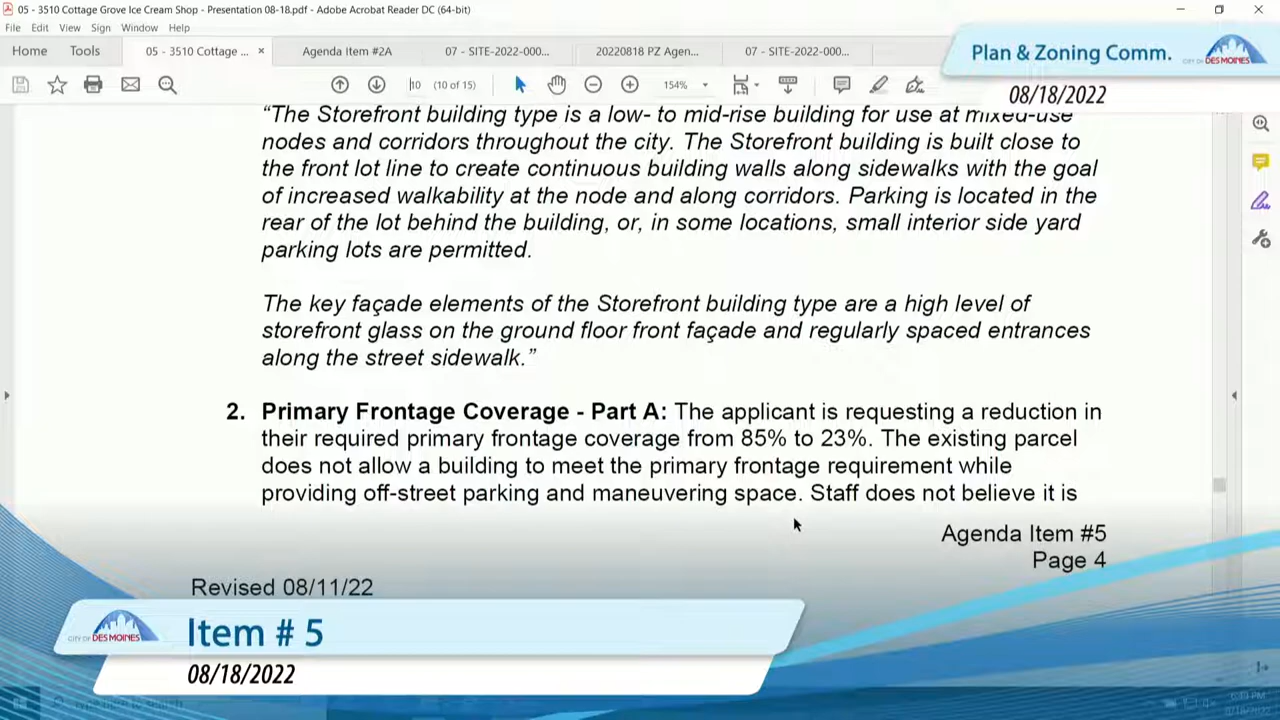 05 - 3510 Cottage Grove Ice Cream Shop - Presentation 08-18.pdf - Adobe Acrobat Reader DC (64-bit)
File Edit View Sign Window Help
Home Tools 05 - 3510 Cottage ... × Agenda Item #2A 07 - SITE-2022-000... 20220818 PZ Agen... 07 - SITE-2022-000...
Plan & Zoning Comm.
CITY OF DES MOINES
08/18/2022
10 (10 of 15) 154%
“The Storefront building type is a low- to mid-rise building for use at mixed-use
nodes and corridors throughout the city. The Storefront building is built close to
the front lot line to create continuous building walls along sidewalks with the goal
of increased walkability at the node and along corridors. Parking is located in the
rear of the lot behind the building, or, in some locations, small interior side yard
parking lots are permitted.
The key façade elements of the Storefront building type are a high level of
storefront glass on the ground floor front façade and regularly spaced entrances
along the street sidewalk.”
2. Primary Frontage Coverage - Part A: The applicant is requesting a reduction in
their required primary frontage coverage from 85% to 23%. The existing parcel
does not allow a building to meet the primary frontage requirement while
providing off-street parking and maneuvering space. Staff does not believe it is
Agenda Item #5
Page 4
Revised 08/11/22
CITY OF DES MOINES
Item # 5
08/18/2022